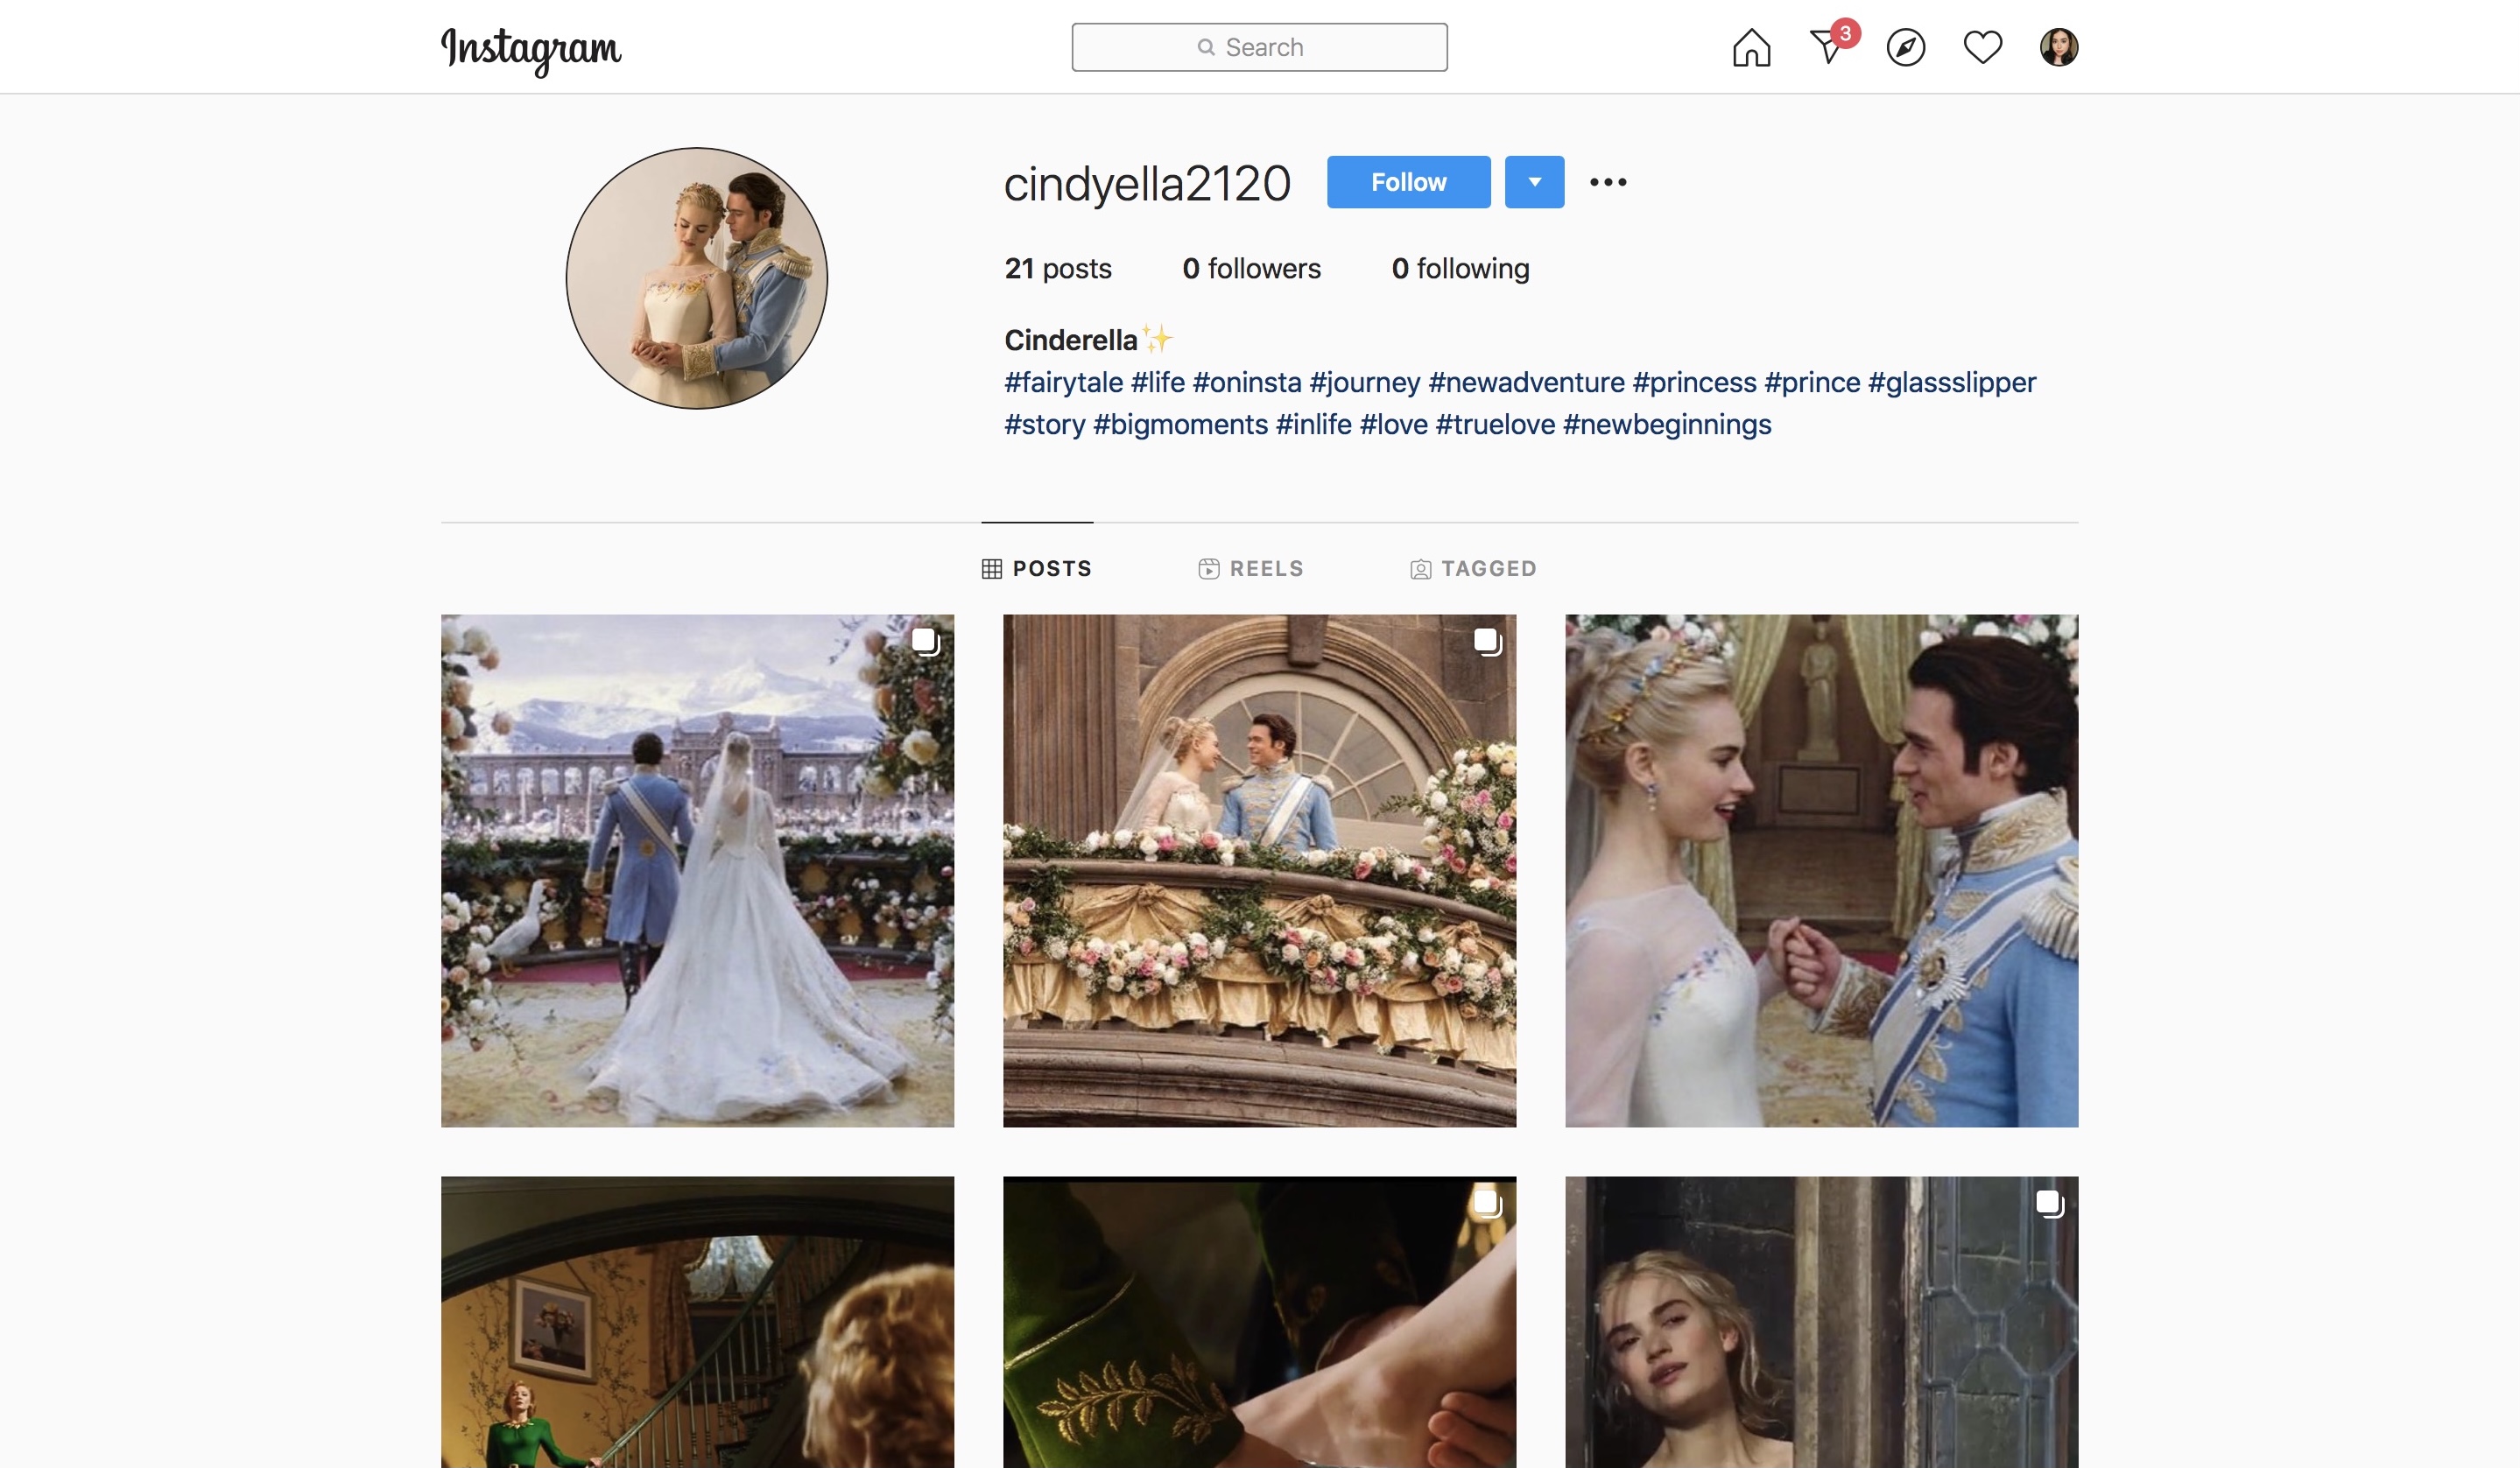 Instagram
Search
3
cindyella2120 Follow
21 posts 0 followers 0 following
Cinderella✨
#fairytale #life #oninsta #journey #newadventure #princess #prince #glassslipper
#story #bigmoments #inlife #love #truelove #newbeginnings
POSTS REELS TAGGED